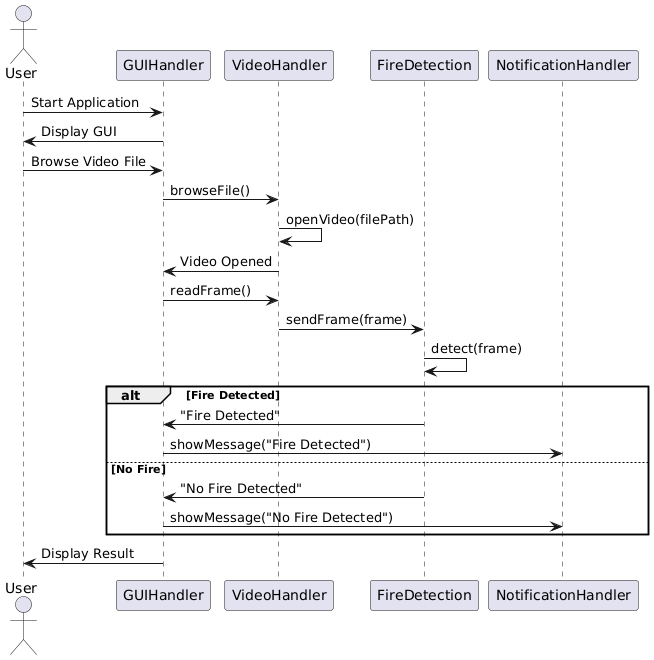 User
GUIHandler
VideoHandler
FireDetection
NotificationHandler
Start Application
Display GUI
Browse Video File
browseFile()
openVideo(filePath)
Video Opened
readFrame()
sendFrame(frame)
detect(frame)
alt
[Fire Detected]
"Fire Detected"
showMessage("Fire Detected")
[No Fire]
"No Fire Detected"
showMessage("No Fire Detected")
Display Result
User
GUIHandler
VideoHandler
FireDetection
NotificationHandler